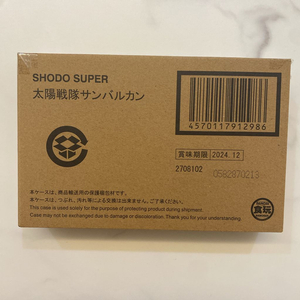 SHODO SUPER
太陽戦隊サンバルカン
4570117912986
賞味期限 2024.12
2708102
0582870213
本ケースは、商品輸送用の保護梱包材です。
本ケースは、つぶれ、汚れ等による交換は出来ません。ご了承ください。
This case is used solely for the purpose of protecting product during shipment.
Case may not be exchanged due to damage or discoloration. Thank you for your understanding.
食玩